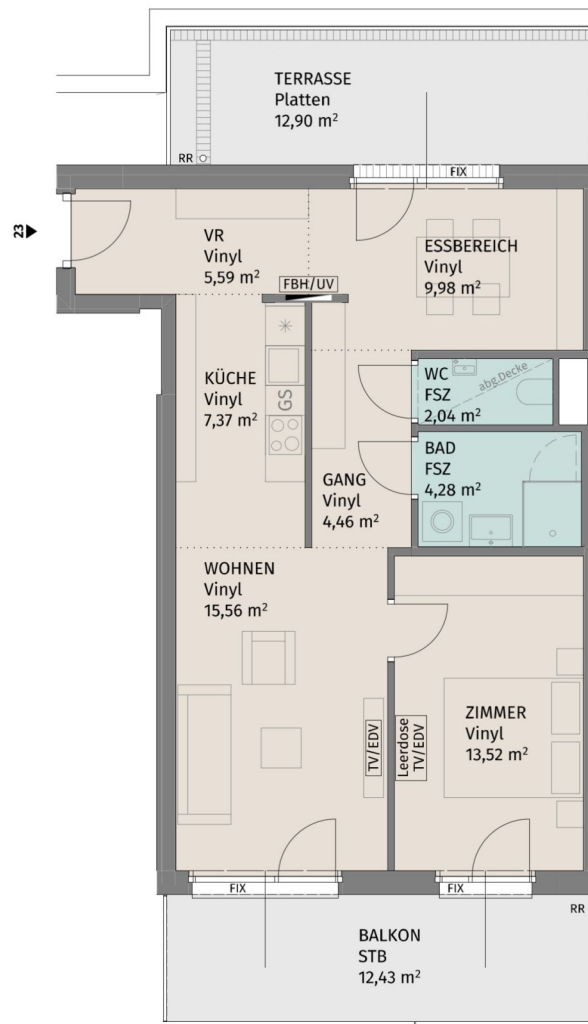 TERRASSE
Platten
12,90 m²
RR
FIX
23
VR
Vinyl
5,59 m²
ESSBEREICH
Vinyl
9,98 m²
FBH/UV
KÜCHE
Vinyl
7,37 m²
GS
WC
FSZ
2,04 m²
abg.Decke
BAD
FSZ
4,28 m²
GANG
Vinyl
4,46 m²
WOHNEN
Vinyl
15,56 m²
ZIMMER
Vinyl
13,52 m²
TV/EDV
Leerdose
TV/EDV
FIX
FIX
RR
BALKON
STB
12,43 m²